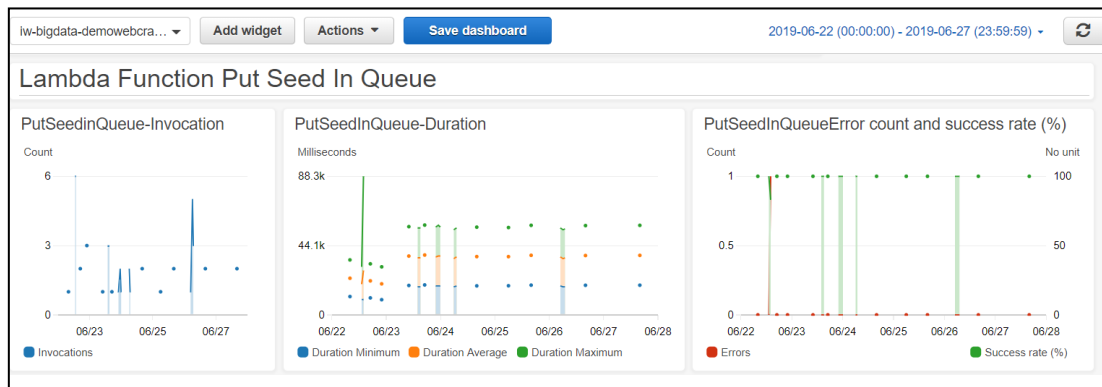 iw-bigdata-demowebcra... Add widget Actions Save dashboard 2019-06-22 (00:00:00) - 2019-06-27 (23:59:59)
Lambda Function Put Seed In Queue
PutSeedinQueue-Invocation
Count
6
3
0
06/23 06/25 06/27
Invocations
PutSeedInQueue-Duration
Milliseconds
88.3k
44.1k
0
06/22 06/23 06/24 06/25 06/26 06/27 06/28
Duration Minimum Duration Average Duration Maximum
PutSeedInQueueError count and success rate (%)
Count No unit
1 100
0.5 50
0 0
06/22 06/23 06/24 06/25 06/26 06/27 06/28
Errors Success rate (%)